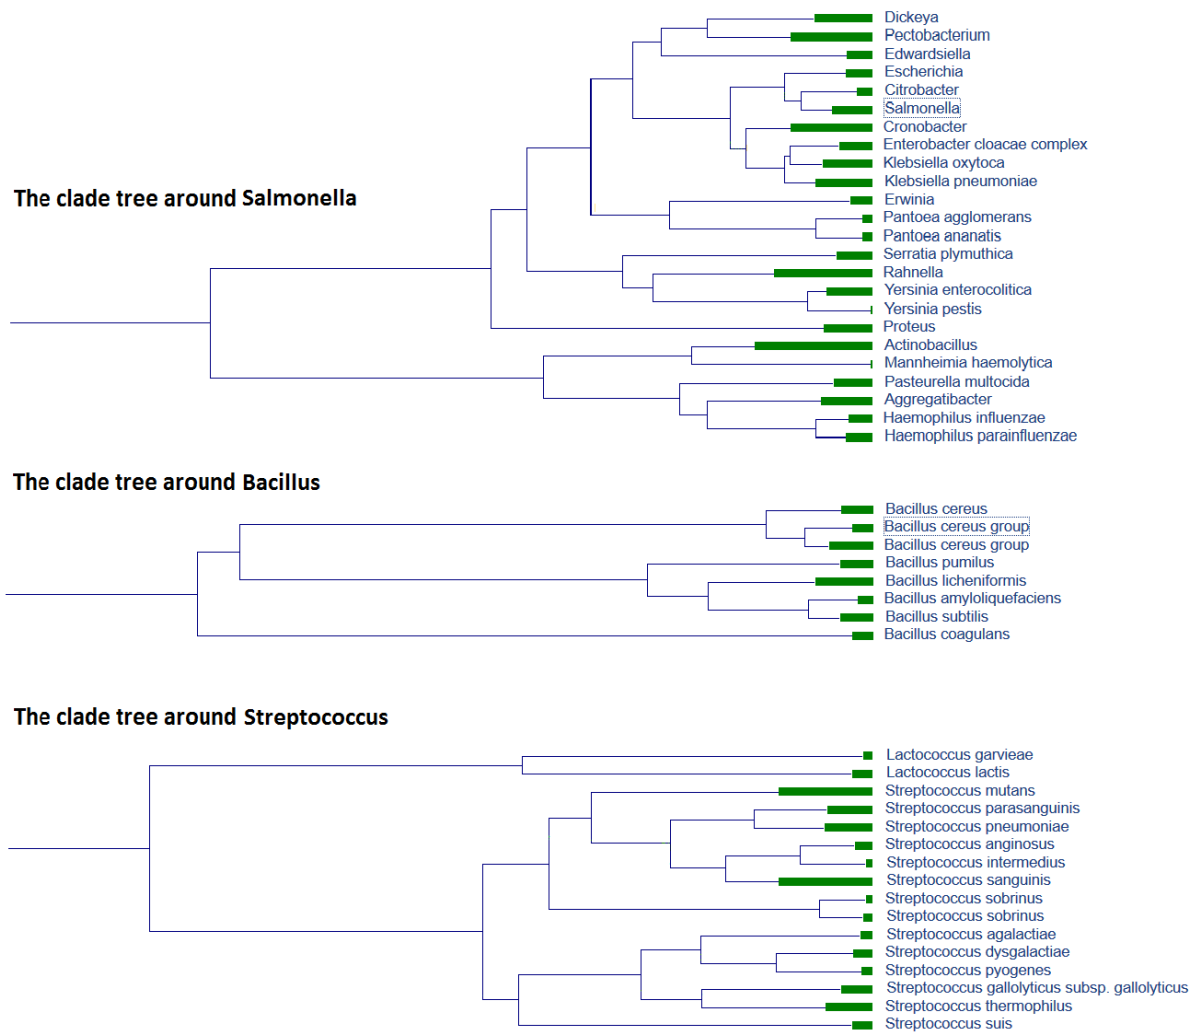 Dickeya
Pectobacterium
Edwardsiella
Escherichia
Citrobacter
Salmonella
Cronobacter
Enterobacter cloacae complex
Klebsiella oxytoca
Klebsiella pneumoniae
The clade tree around Salmonella
Erwinia
Pantoea agglomerans
Pantoea ananatis
Serratia plymuthica
Rahnella
Yersinia enterocolitica
Yersinia pestis
Proteus
Actinobacillus
Mannheimia haemolytica
Pasteurella multocida
Aggregatibacter
Haemophilus influenzae
Haemophilus parainfluenzae
The clade tree around Bacillus
Bacillus cereus
Bacillus cereus group
Bacillus cereus group
Bacillus pumilus
Bacillus licheniformis
Bacillus amyloliquefaciens
Bacillus subtilis
Bacillus coagulans
The clade tree around Streptococcus
Lactococcus garvieae
Lactococcus lactis
Streptococcus mutans
Streptococcus parasanguinis
Streptococcus pneumoniae
Streptococcus anginosus
Streptococcus intermedius
Streptococcus sanguinis
Streptococcus sobrinus
Streptococcus sobrinus
Streptococcus agalactiae
Streptococcus dysgalactiae
Streptococcus pyogenes
Streptococcus gallolyticus subsp. gallolyticus
Streptococcus thermophilus
Streptococcus suis